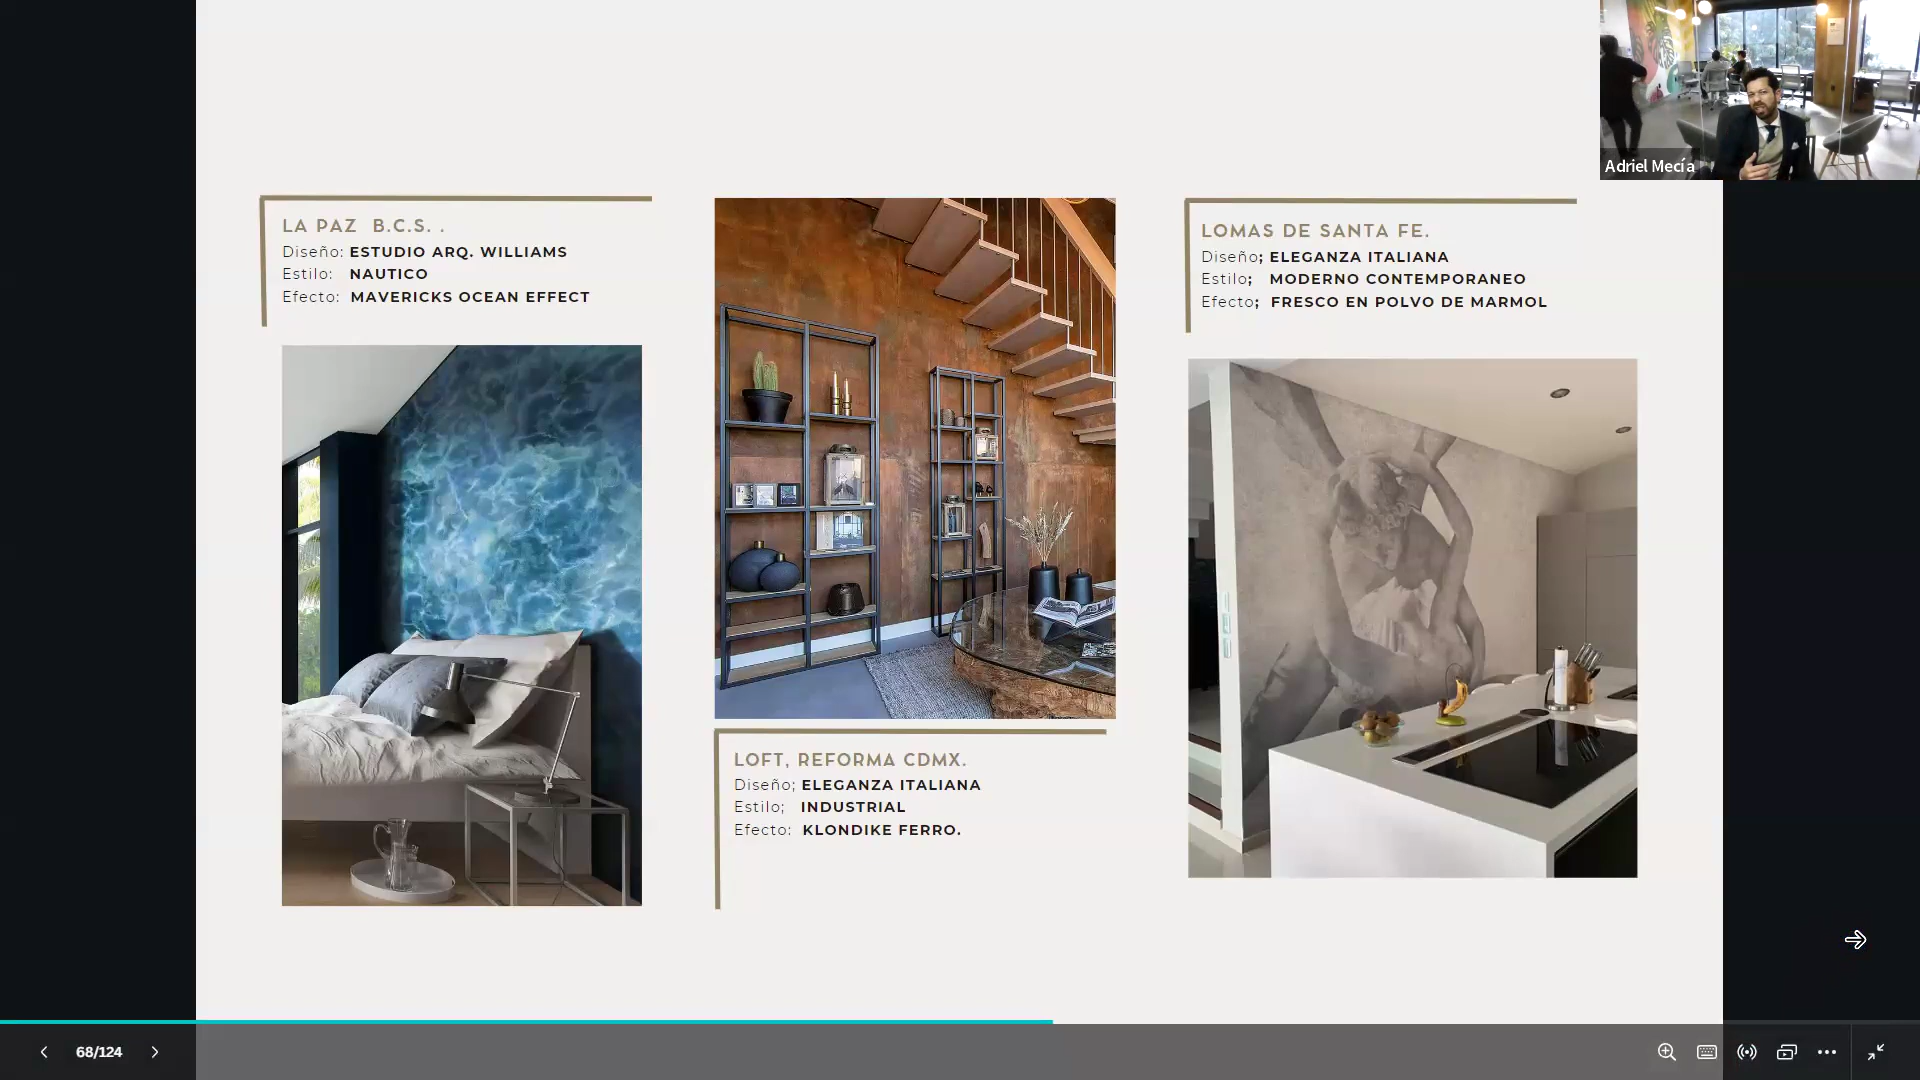 Adriel Mecía
LA PAZ B.C.S. .
Diseño: ESTUDIO ARQ. WILLIAMS
Estilo: NAUTICO
Efecto: MAVERICKS OCEAN EFFECT
LOFT, REFORMA CDMX.
Diseño; ELEGANZA ITALIANA
Estilo; INDUSTRIAL
Efecto: KLONDIKE FERRO.
LOMAS DE SANTA FE.
Diseño; ELEGANZA ITALIANA
Estilo; MODERNO CONTEMPORANEO
Efecto; FRESCO EN POLVO DE MARMOL
68/124